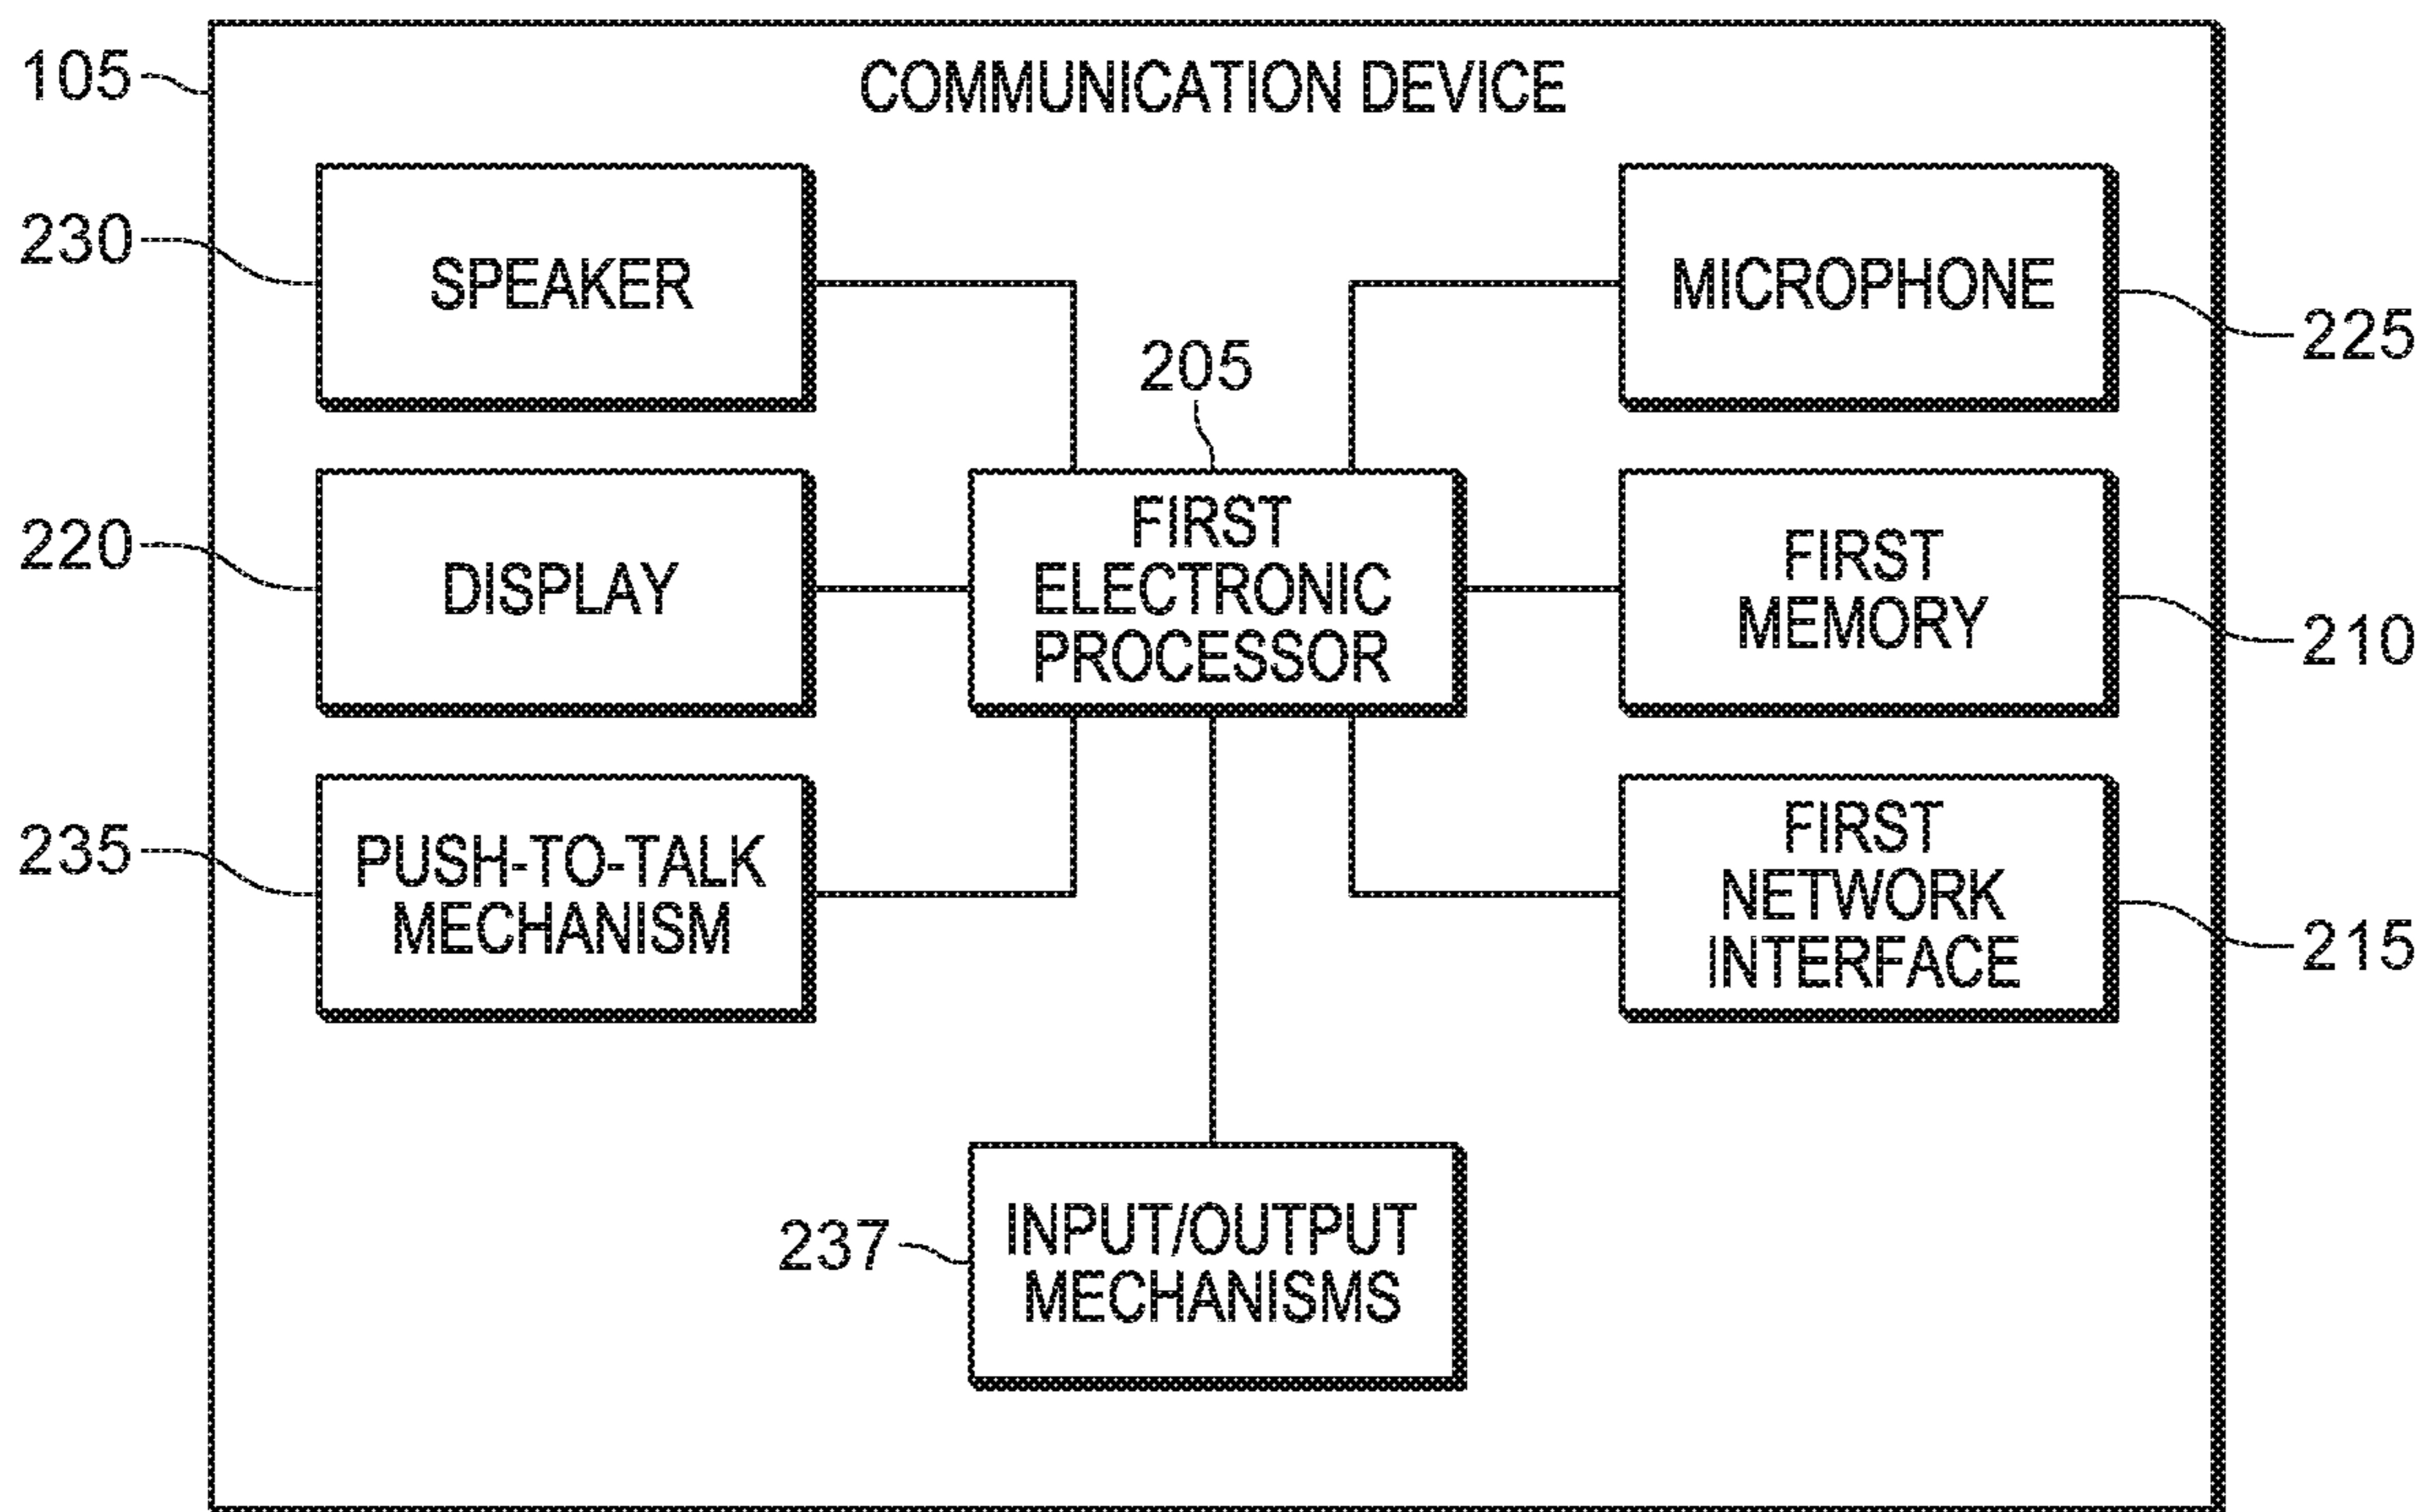 105
COMMUNICATION DEVICE
230
SPEAKER
MICROPHONE
225
205
220
DISPLAY
FIRST
ELECTRONIC
PROCESSOR
FIRST
MEMORY
210
235
PUSH-TO-TALK
MECHANISM
FIRST
NETWORK
INTERFACE
215
237
INPUT/OUTPUT
MECHANISMS